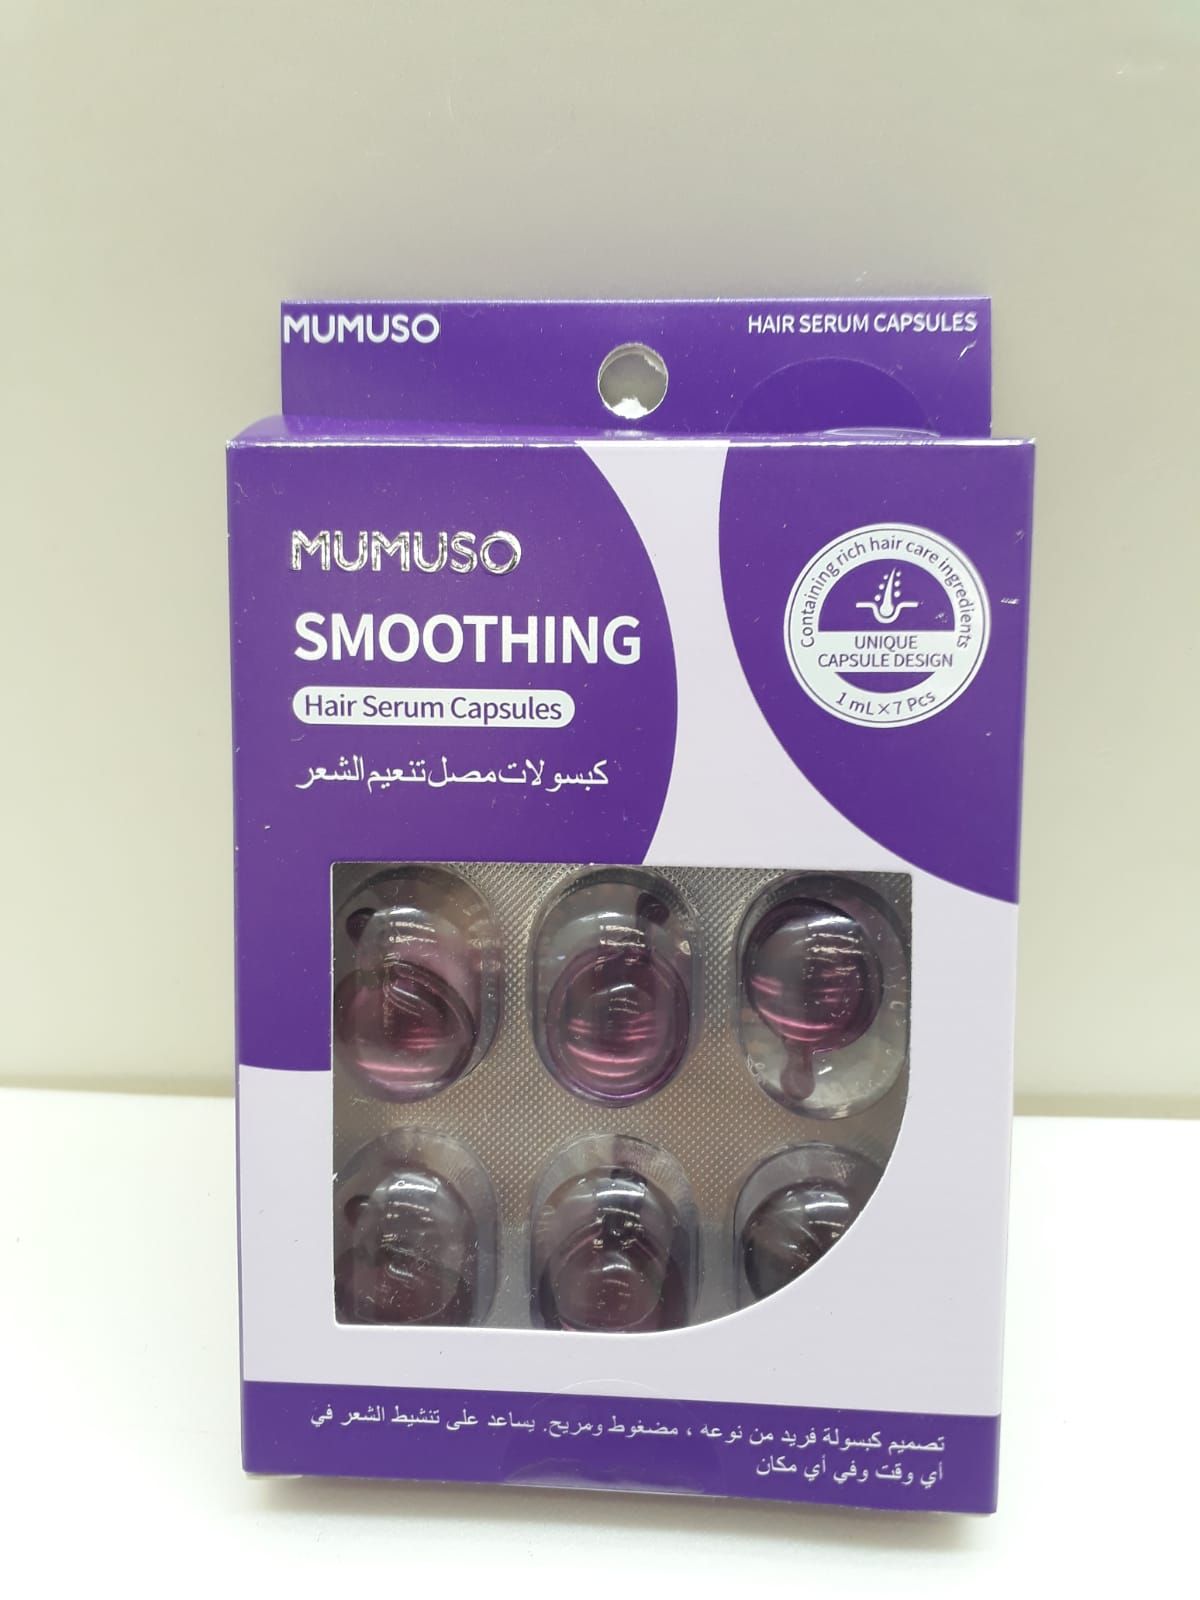 MUMUSO
HAIR SERUM CAPSULES
MUMUSO
SMOOTHING
Hair Serum Capsules
كبسولات مصل تنعيم الشعر
Containing rich hair care ingredients
UNIQUE
CAPSULE DESIGN
1 mL×7 Pcs
تصميم كبسولة فريد من نوعه ، مضغوط ومريح. يساعد على تنشيط الشعر في
أي وقت وفي أي مكان